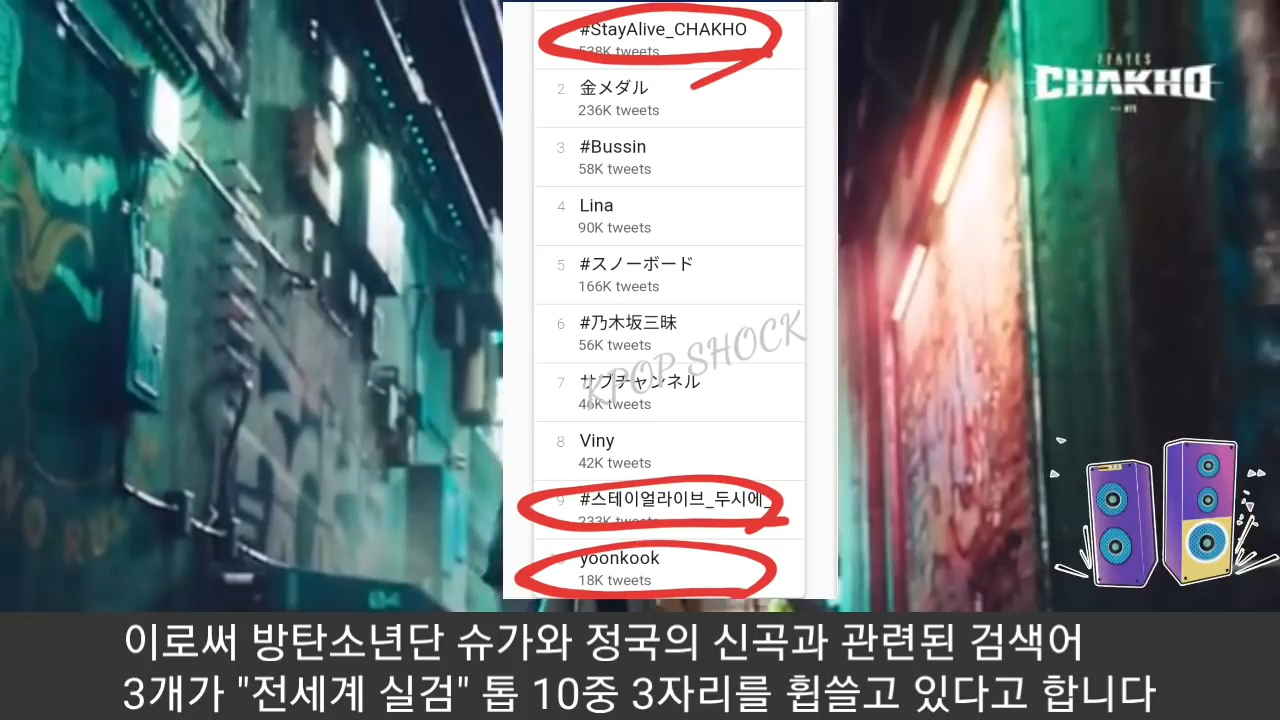 #StayAlive_CHAKHO
538K tweets
2 金メダル
236K tweets
3 #Bussin
58K tweets
4 Lina
90K tweets
5 #スノーボード
166K tweets
6 #乃木坂三昧
56K tweets
7 サブチャンネル
46K tweets
8 Viny
42K tweets
9 #스테이얼라이브_두시에_
233K tweets
yoonkook
18K tweets
KPOP SHOCK
7FATES
CHAKHO
이로써 방탄소년단 슈가와 정국의 신곡과 관련된 검색어
3개가 "전세계 실검" 톱 10중 3자리를 휩쓸고 있다고 합니다